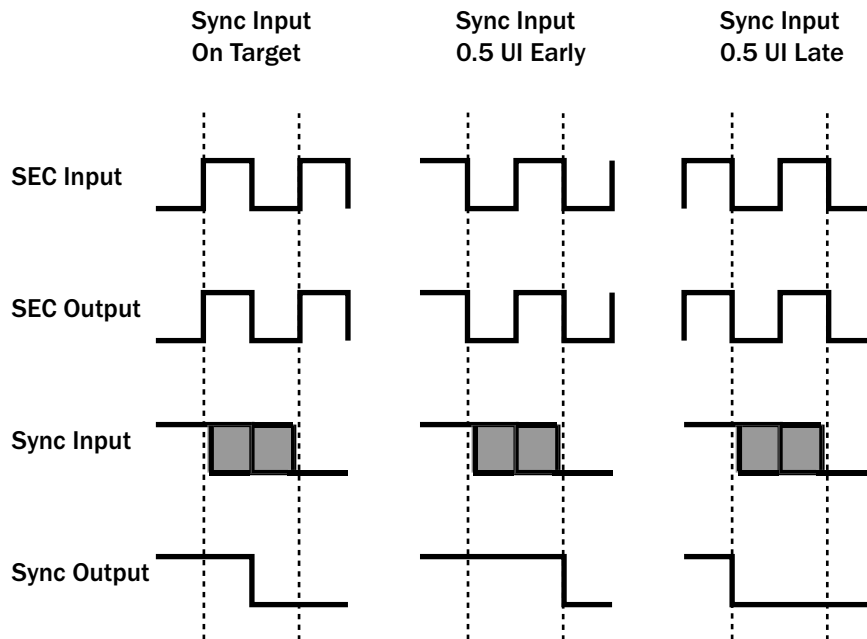 Sync Input
On Target
Sync Input
0.5 UI Early
Sync Input
0.5 UI Late
SEC Input
SEC Output
Sync Input
Sync Output